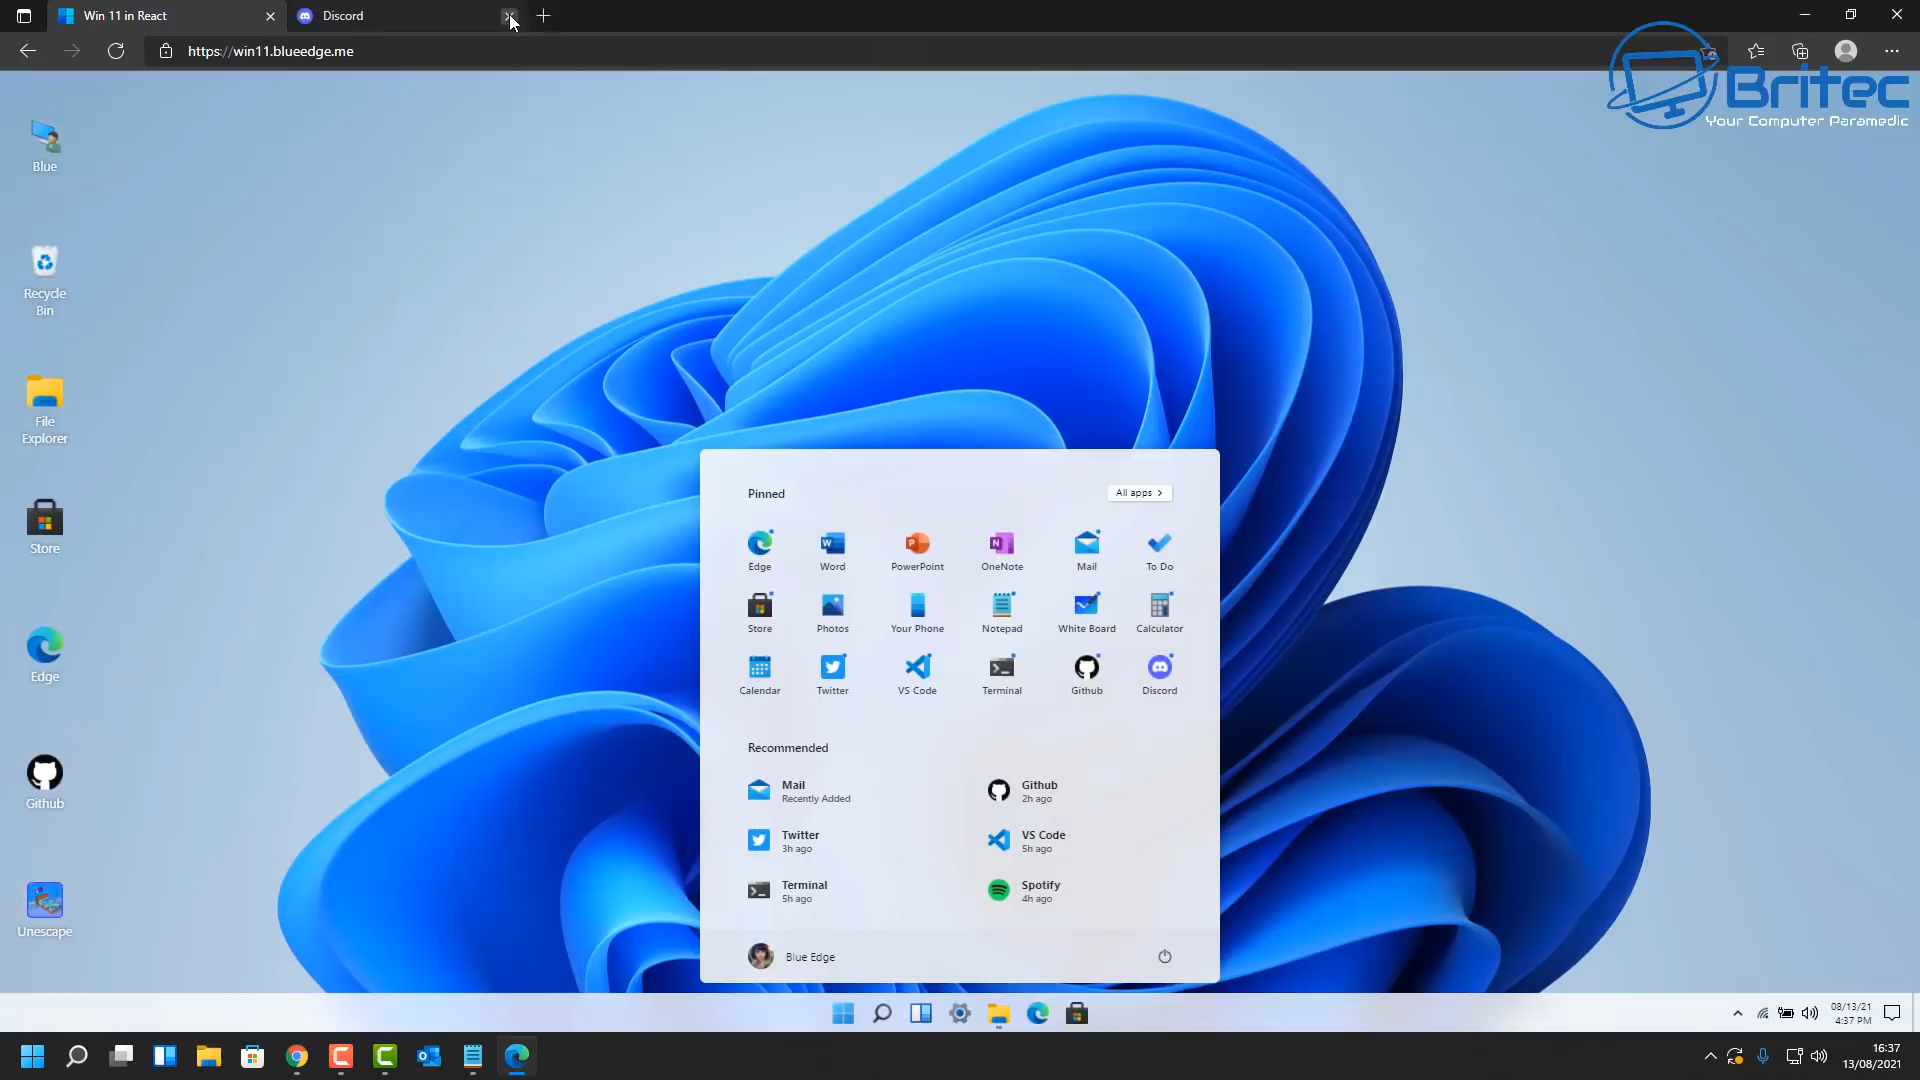 Win 11 in React
Discord
https://win11.blueedge.me
Britec
Your Computer Paramedic
Blue
Recycle
Bin
File
Explorer
Store
Edge
Github
Unescape
Pinned
All apps
Edge
Word
PowerPoint
OneNote
Mail
To Do
Store
Photos
Your Phone
Notepad
White Board
Calculator
Calendar
Twitter
VS Code
Terminal
Github
Discord
Recommended
Mail
Recently Added
Github
2h ago
Twitter
3h ago
VS Code
5h ago
Terminal
5h ago
Spotify
4h ago
Blue Edge
08/13/21
4:37 PM
16:37
13/08/2021